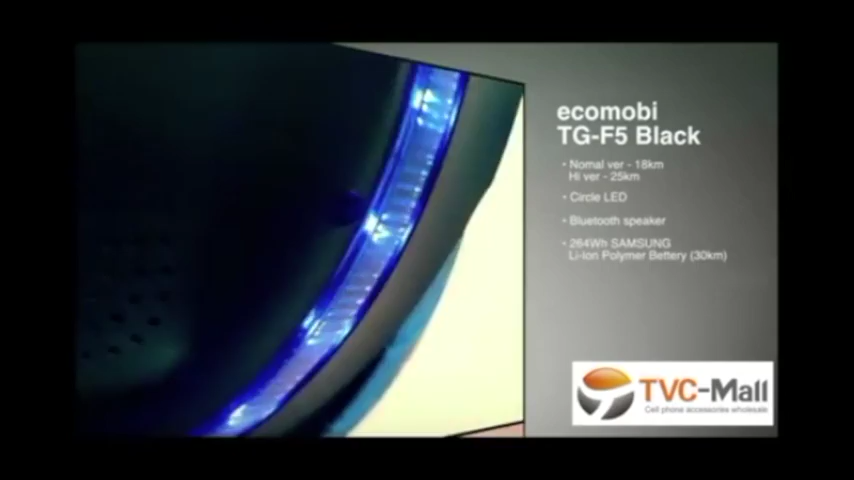 ecomobi
TG-F5 Black
· Nomal ver - 18km
Hi ver - 25km
· Circle LED
· Bluetooth speaker
· 264Wh SAMSUNG
Li-Ion Polymer Bettery (30km)
TVC-Mall
Cell phone accessories wholesale